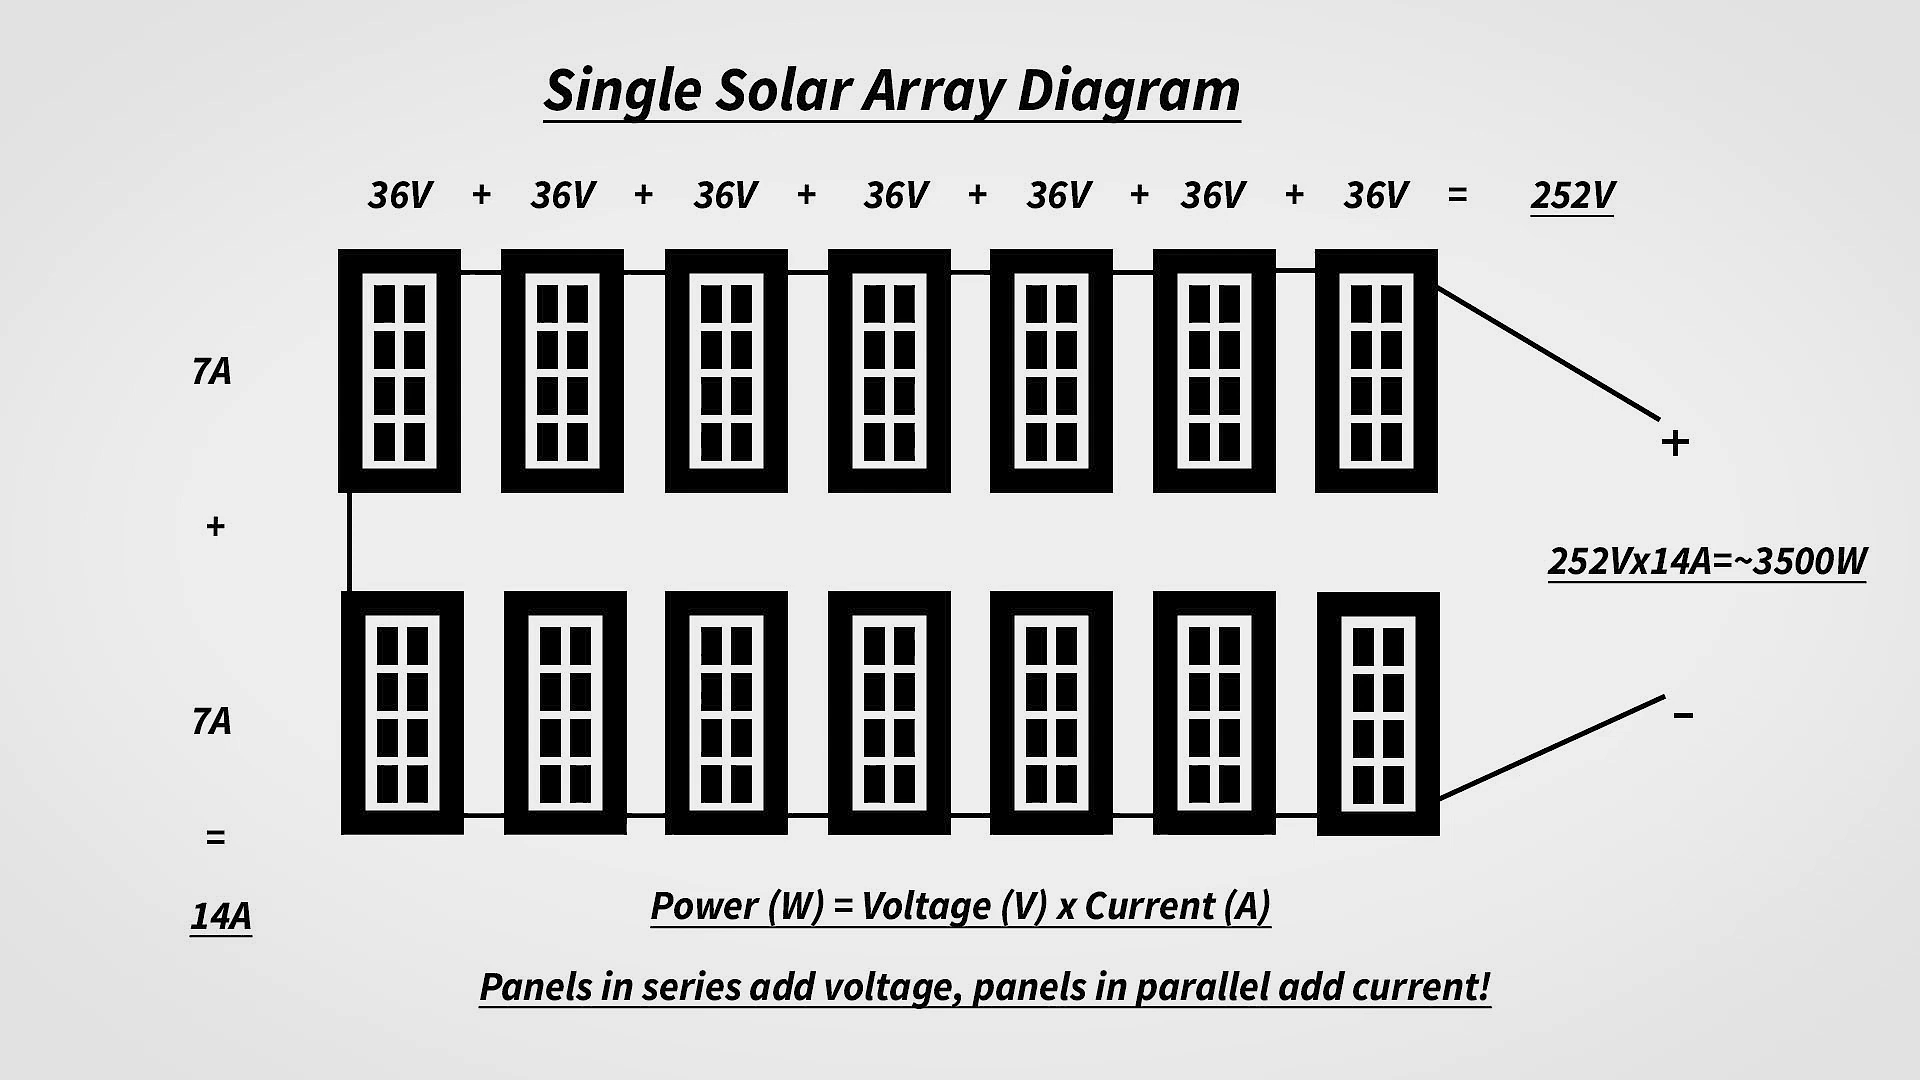 Single Solar Array Diagram
36V + 36V + 36V + 36V + 36V + 36V + 36V = 252V
7A
+
+
252Vx14A=~3500W
7A
–
=
Power (W) = Voltage (V) x Current (A)
14A
Panels in series add voltage, panels in parallel add current!